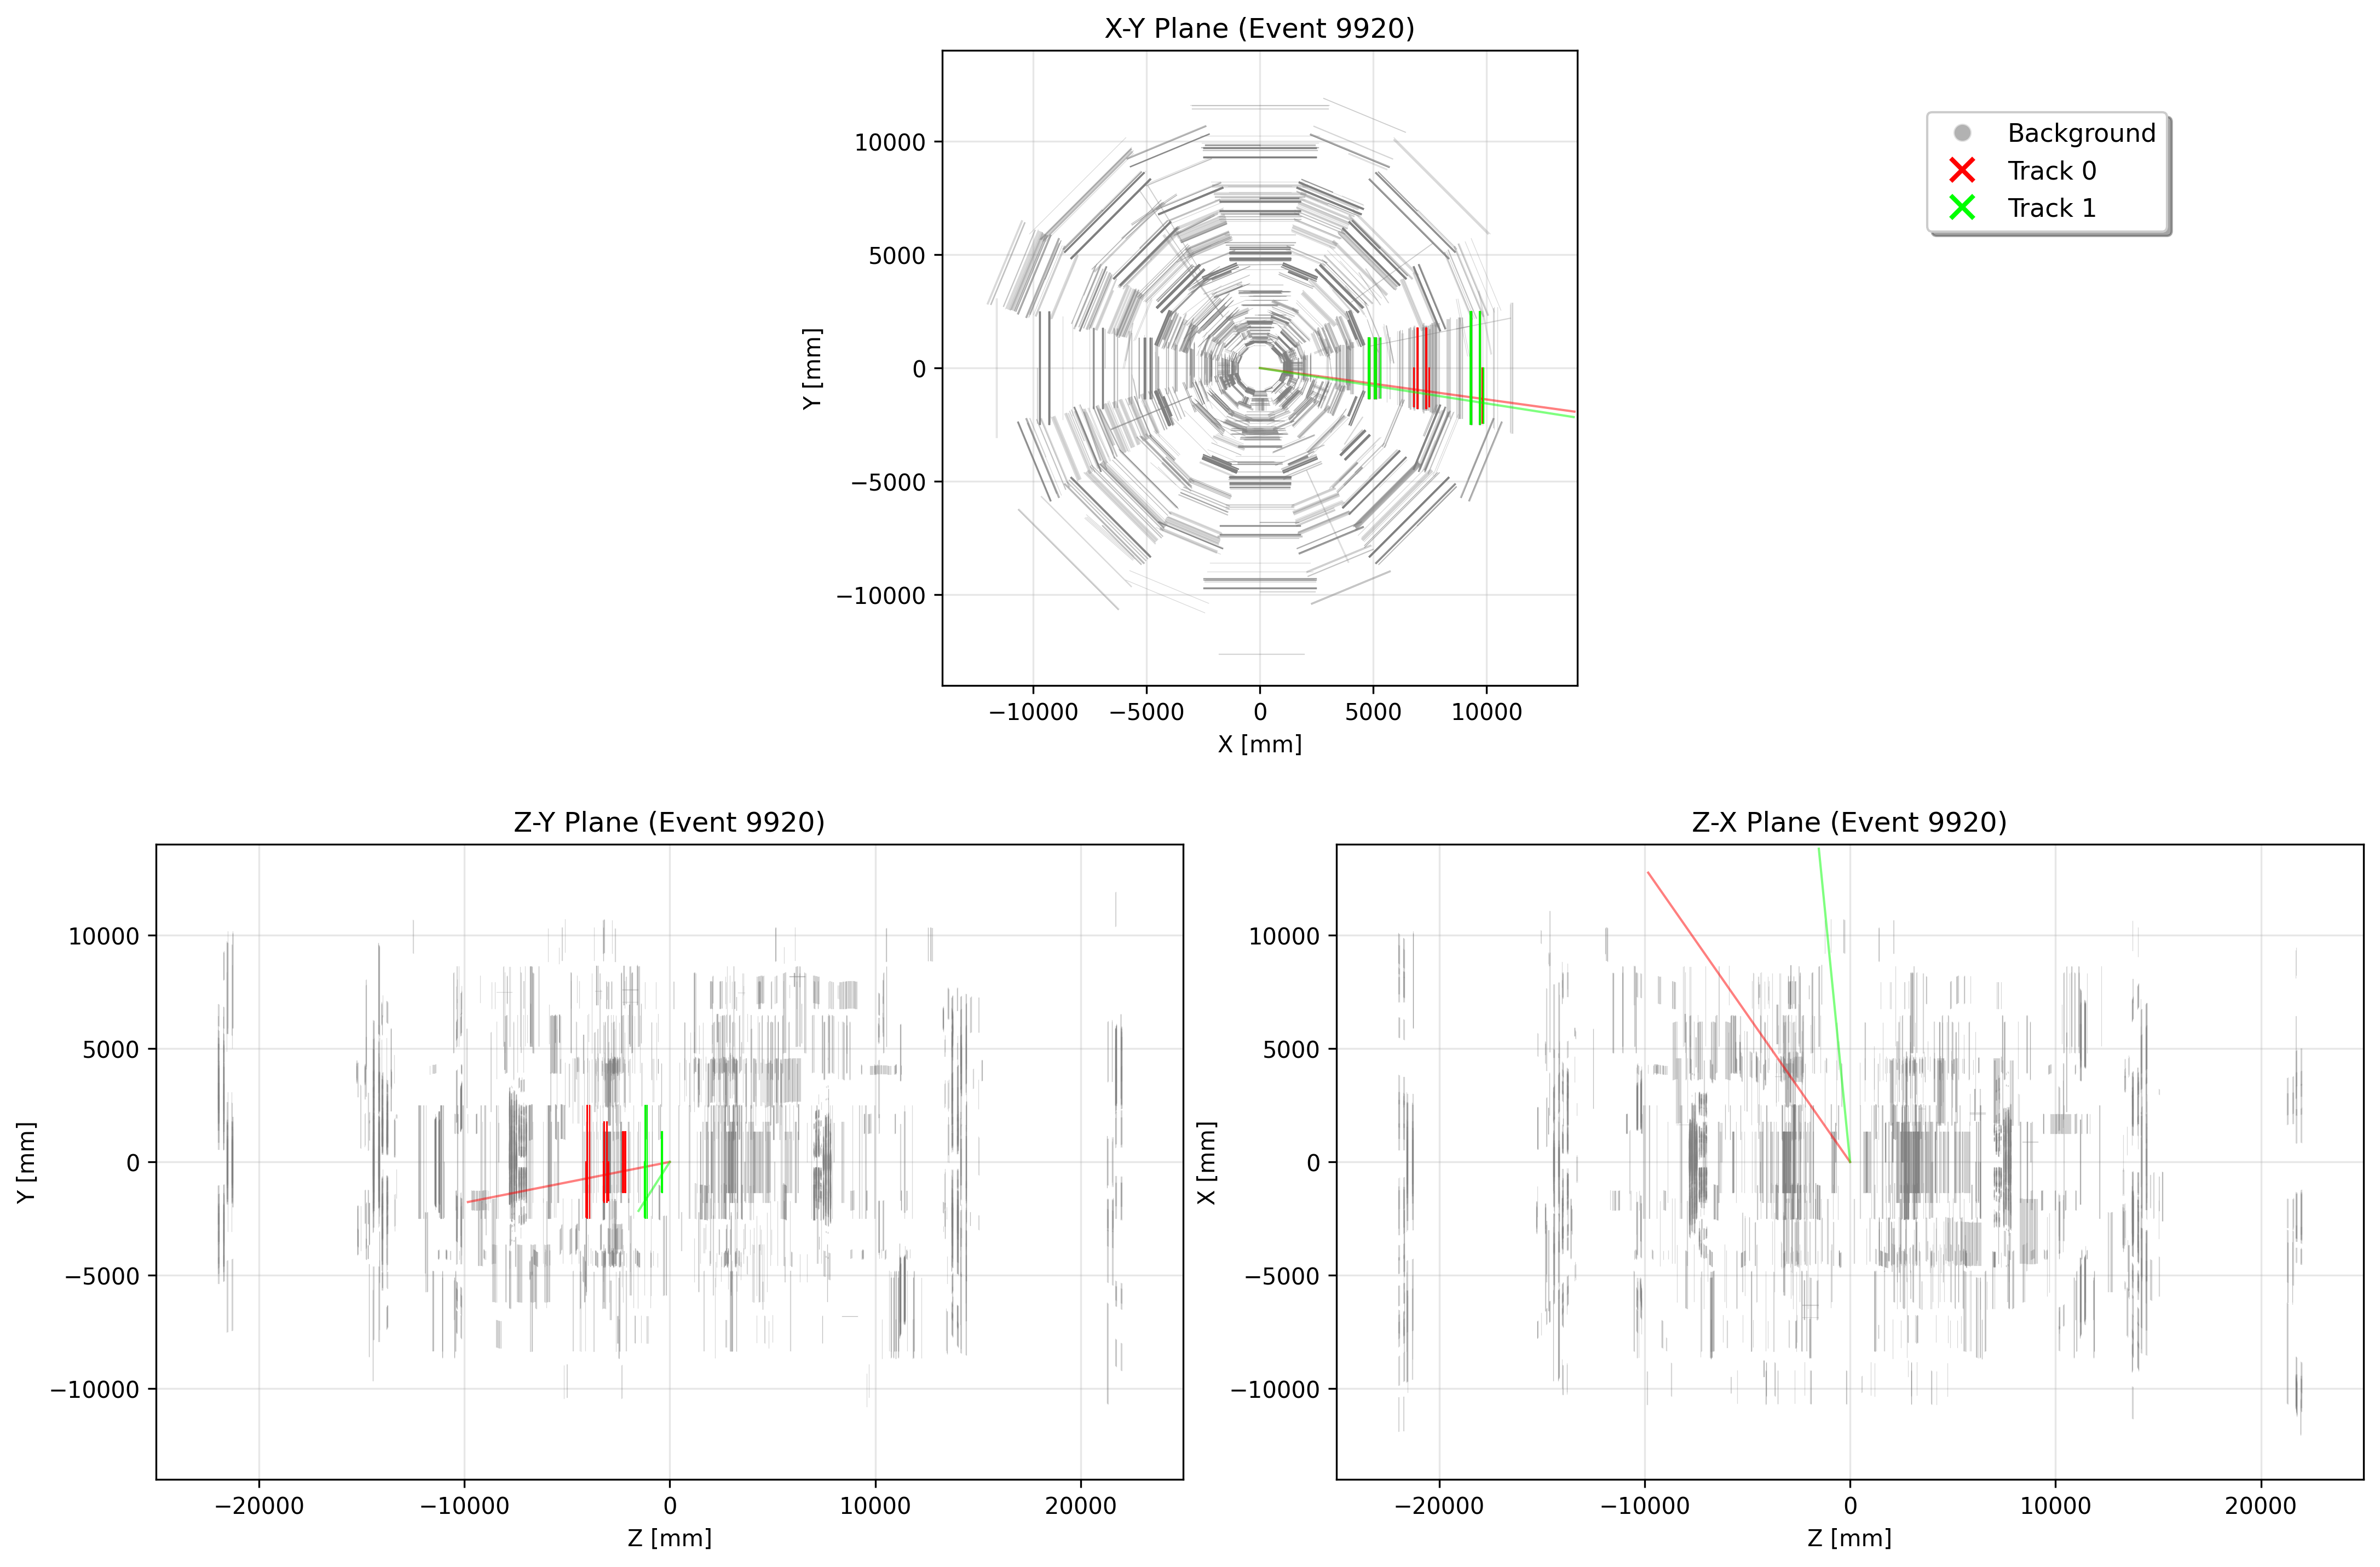 X-Y Plane (Event 9920)
Background
Track 0
Track 1
10000
5000
0
−5000
−10000
Y [mm]
−10000 −5000 0 5000 10000
X [mm]
Z-Y Plane (Event 9920)
10000
5000
0
−5000
−10000
Y [mm]
−20000 −10000 0 10000 20000
Z [mm]
Z-X Plane (Event 9920)
10000
5000
0
−5000
−10000
X [mm]
−20000 −10000 0 10000 20000
Z [mm]